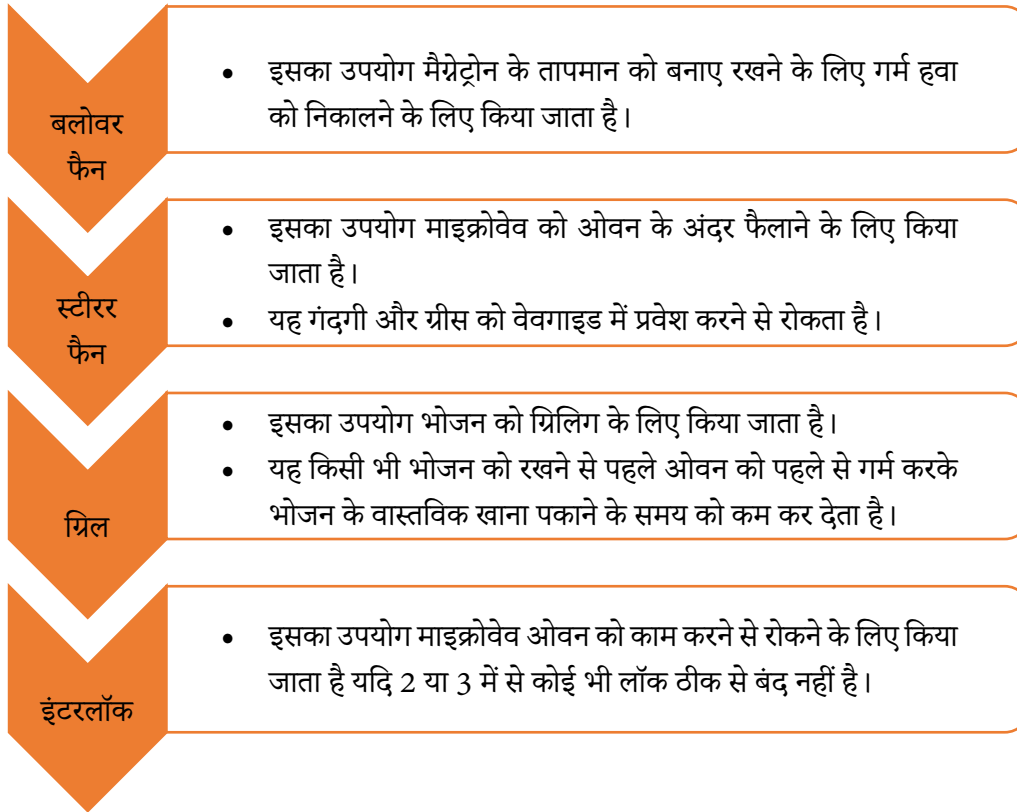 बलोवर
फैन
• इसका उपयोग मैग्नेट्रोन के तापमान को बनाए रखने के लिए गर्म हवा
को निकालने के लिए किया जाता है।
स्टीरर
फैन
• इसका उपयोग माइक्रोवेव को ओवन के अंदर फैलाने के लिए किया
जाता है।
• यह गंदगी और ग्रीस को वेवगाइड में प्रवेश करने से रोकता है।
ग्रिल
• इसका उपयोग भोजन को ग्रिलिग के लिए किया जाता है।
• यह किसी भी भोजन को रखने से पहले ओवन को पहले से गर्म करके
भोजन के वास्तविक खाना पकाने के समय को कम कर देता है।
इंटरलॉक
• इसका उपयोग माइक्रोवेव ओवन को काम करने से रोकने के लिए किया
जाता है यदि 2 या 3 में से कोई भी लॉक ठीक से बंद नहीं है।